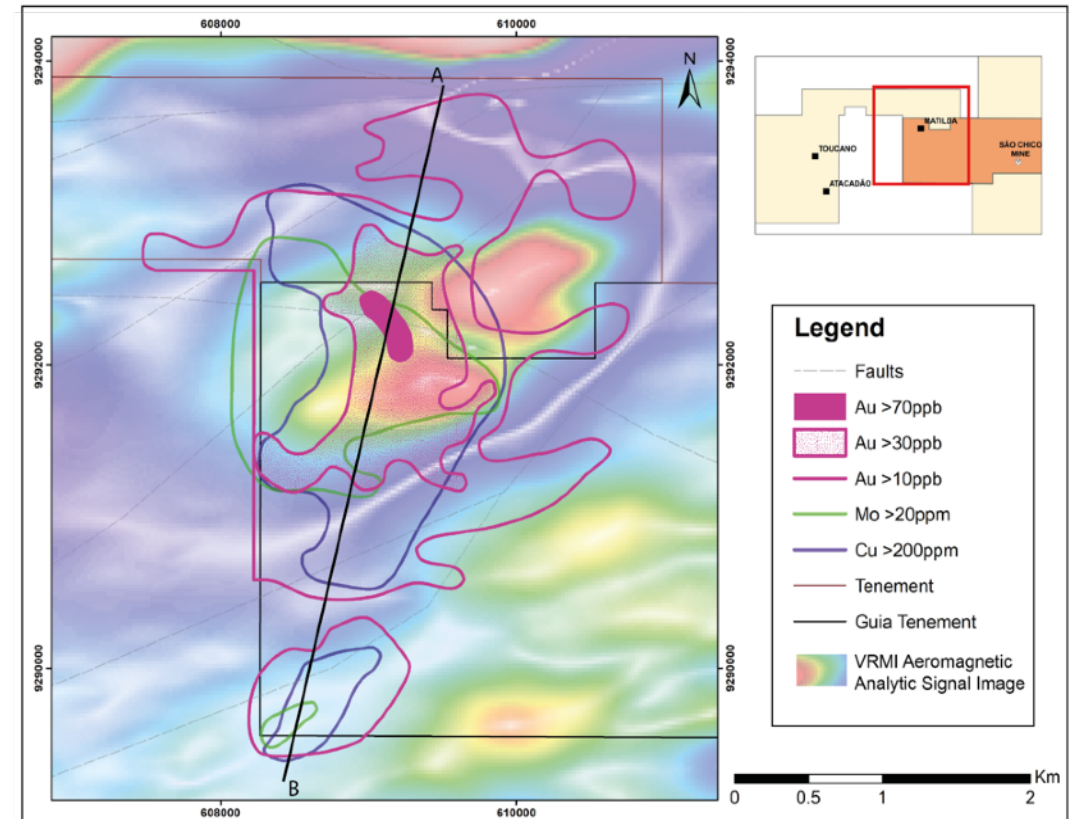 608000
610000
9294000
9294000
A
N
MATILDA
TOUCANO
SÃO CHICO
MINE
ATACADÃO
9292000
9292000
Legend
Faults
Au >70ppb
Au >30ppb
Au >10ppb
Mo >20ppm
Cu >200ppm
Tenement
Guia Tenement
VRMI Aeromagnetic
Analytic Signal Image
9290000
9290000
B
Km
0
0.5
1
2
608000
610000